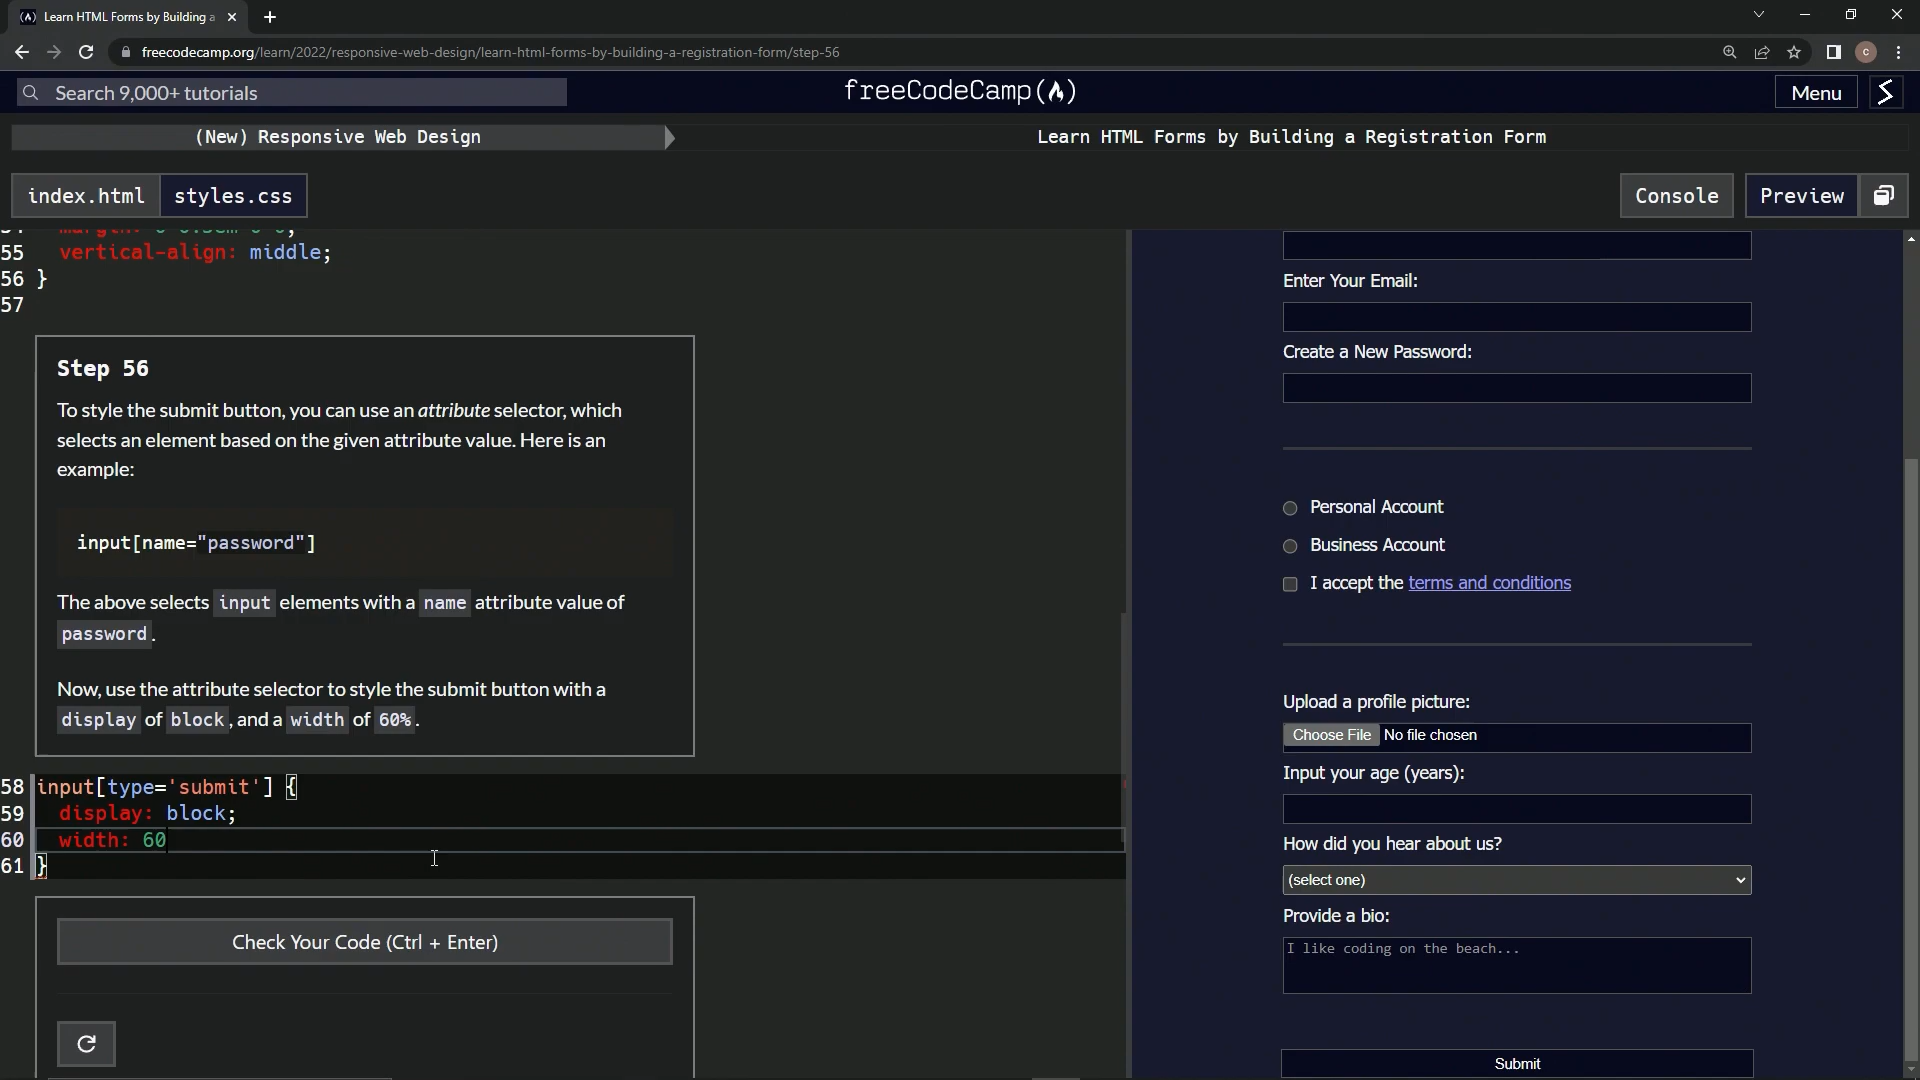 Learn HTML Forms by Building a
freecodecamp.org/learn/2022/responsive-web-design/learn-html-forms-by-building-a-registration-form/step-56
C
Search 9,000+ tutorials
freeCodeCamp
Menu
(New) Responsive Web Design
Learn HTML Forms by Building a Registration Form
index.html
styles.css
Console
Preview
55 vertical-align: middle;
56 }
57
Step 56
To style the submit button, you can use an attribute selector, which
selects an element based on the given attribute value. Here is an
example:
input[name="password"]
The above selects input elements with a name attribute value of
password.
Now, use the attribute selector to style the submit button with a
display of block, and a width of 60%.
58 input[type='submit'] {
59 display: block;
60 width: 60
61 }
Check Your Code (Ctrl + Enter)
Enter Your Email:
Create a New Password:
Personal Account
Business Account
I accept the terms and conditions
Upload a profile picture:
Choose File No file chosen
Input your age (years):
How did you hear about us?
(select one)
Provide a bio:
I like coding on the beach...
Submit